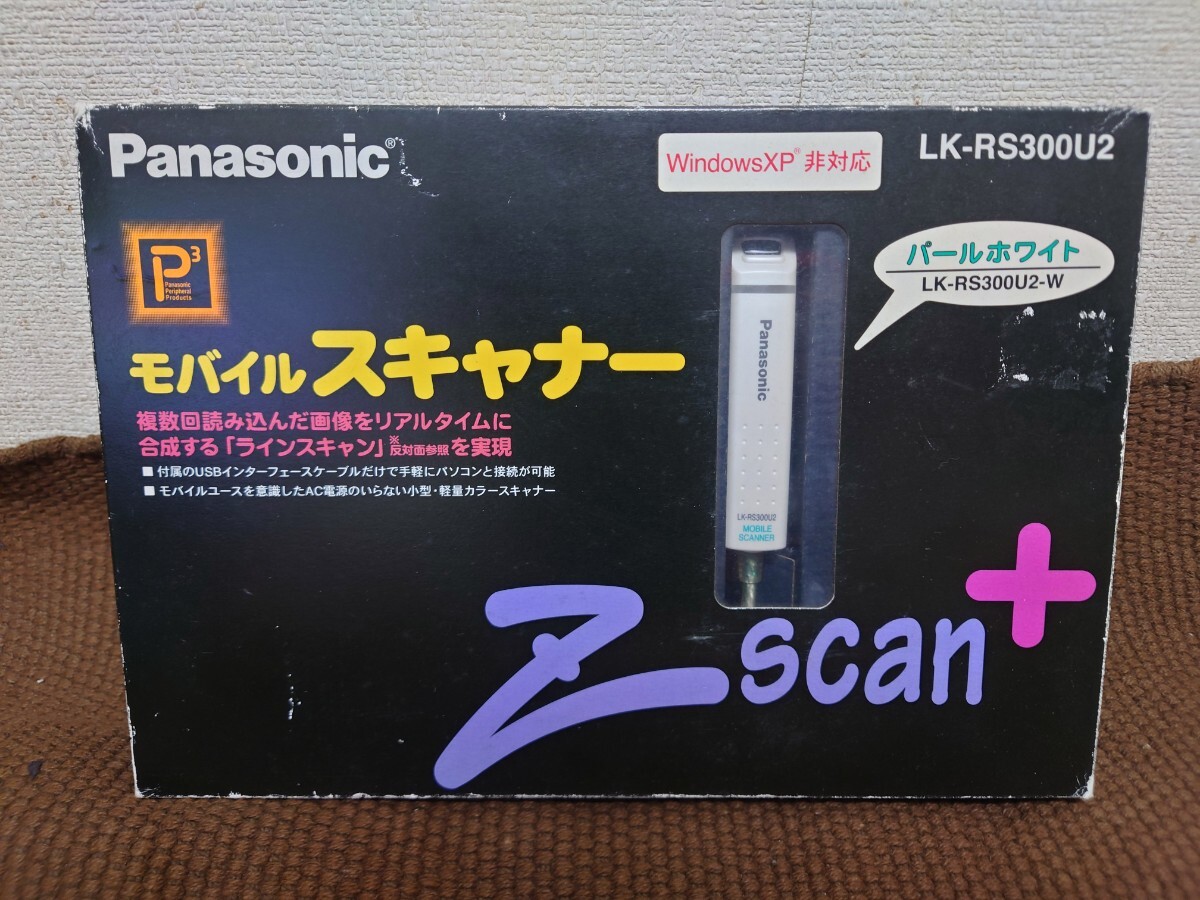 Panasonic®
WindowsXP® 非対応
LK-RS300U2
P3
Panasonic
Peripheral
Products
パールホワイト
LK-RS300U2-W
モバイルスキャナー
複数回読み込んだ画像をリアルタイムに
合成する「ラインスキャン」※反対面参照を実現
■ 付属のUSBインターフェースケーブルだけで手軽にパソコンと接続が可能
■ モバイルユースを意識したAC電源のいらない小型・軽量カラースキャナー
Panasonic
LK-RS300U2
MOBILE
SCANNER
Z scan+